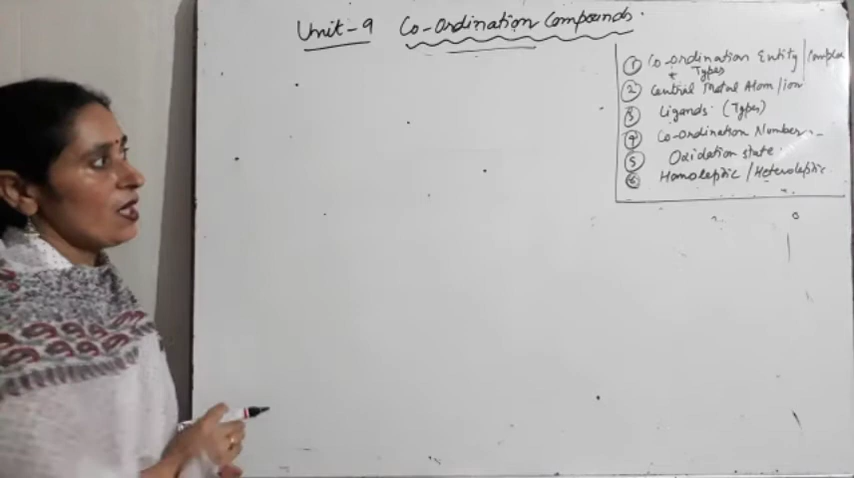 Unit-9 Co-ordination Compounds.
① Co-ordination Entity/Complex
& Types
② Central Metal Atom/ion
③ Ligands. (Types)
④ Co-ordination Number
⑤ Oxidation state.
⑥ Homoleptic / Heteroleptic